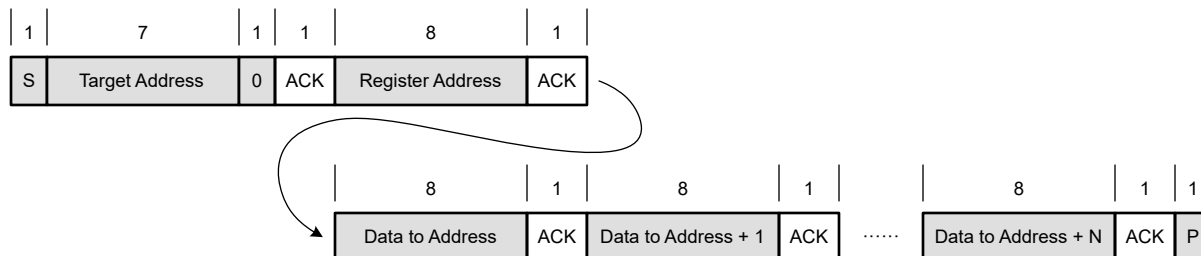 1 7 1 1 8 1
S Target Address 0 ACK Register Address ACK
8 1 8 1 8 1 1
Data to Address ACK Data to Address + 1 ACK ...... Data to Address + N ACK P